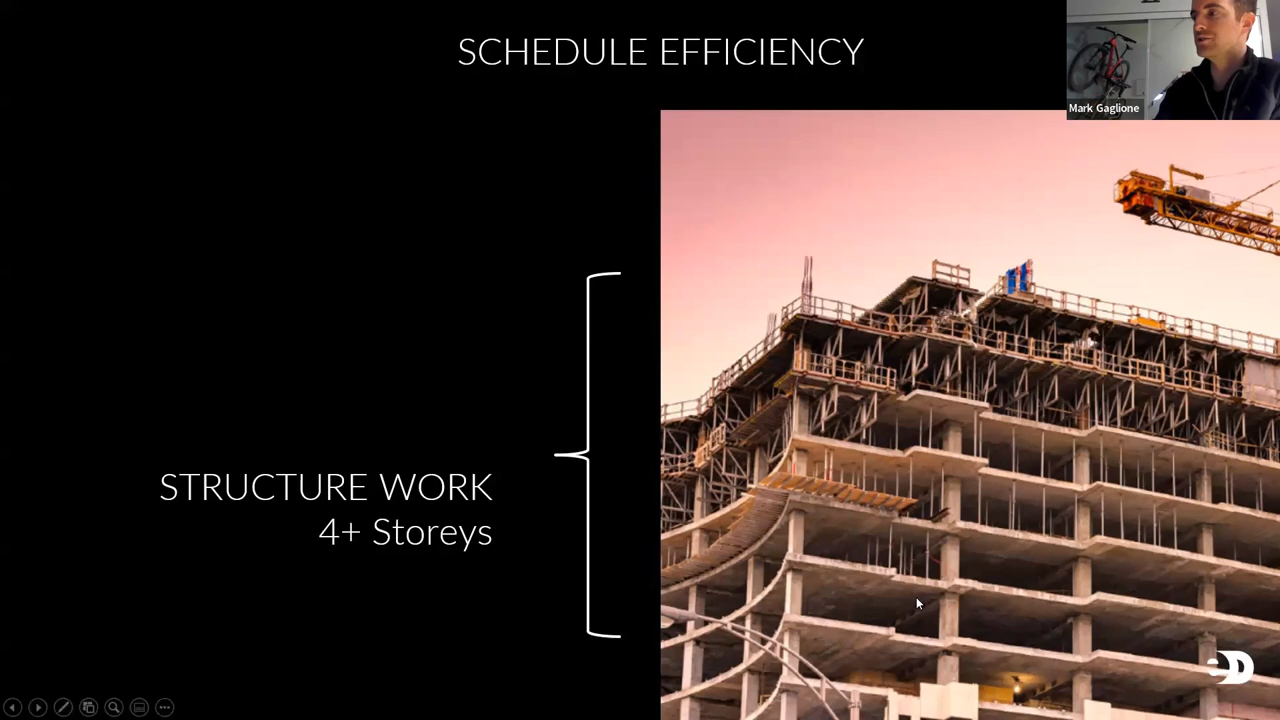 SCHEDULE EFFICIENCY
Mark Gaglione
STRUCTURE WORK
4+ Storeys